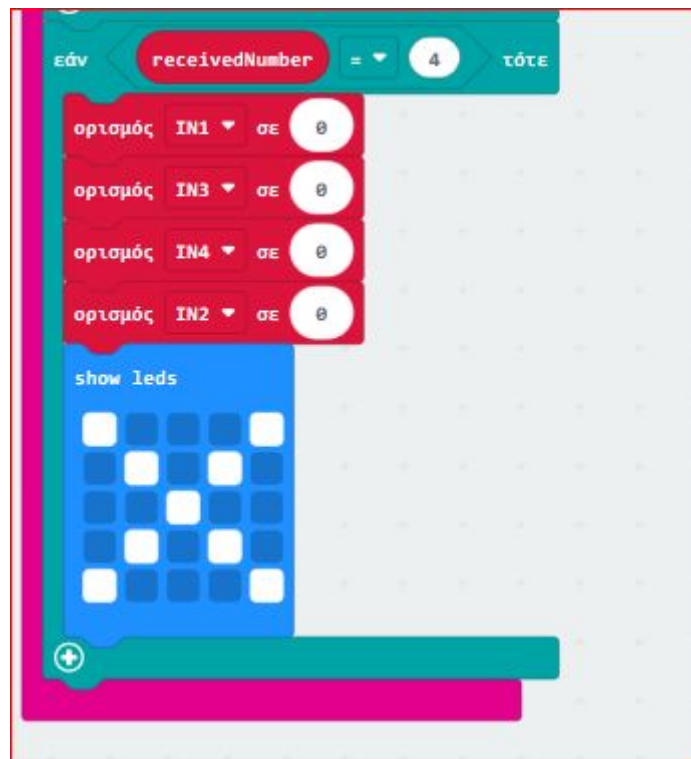 εάν receivedNumber = 4 τότε
ορισμός IN1 σε 0
ορισμός IN3 σε 0
ορισμός IN4 σε 0
ορισμός IN2 σε 0
show leds